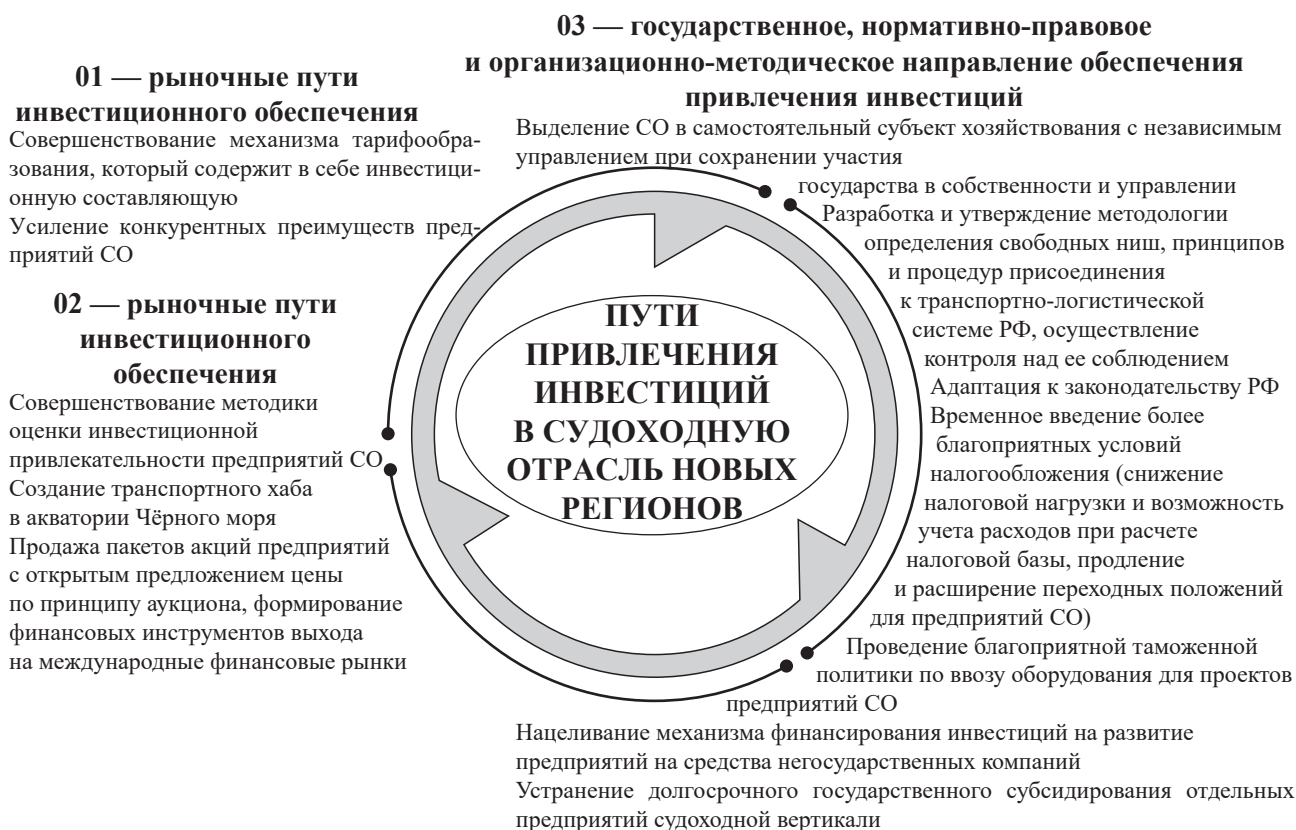 01 — рыночные пути
инвестиционного обеспечения
Совершенствование механизма тарифообра-
зования, который содержит в себе инвестици-
онную составляющую
Усиление конкурентных преимуществ пред-
приятий СО
02 — рыночные пути
инвестиционного
обеспечения
Совершенствование методики
оценки инвестиционной
привлекательности предприятий СО
Создание транспортного хаба
в акватории Чёрного моря
Продажа пакетов акций предприятий
с открытым предложением цены
по принципу аукциона, формирование
финансовых инструментов выхода
на международные финансовые рынки
ПУТИ
ПРИВЛЕЧЕНИЯ
ИНВЕСТИЦИЙ
В СУДОХОДНУЮ
ОТРАСЛЬ НОВЫХ
РЕГИОНОВ
03 — государственное, нормативно-правовое
и организационно-методическое направление обеспечения
привлечения инвестиций
Выделение СО в самостоятельный субъект хозяйствования с независимым
управлением при сохранении участия
государства в собственности и управлении
Разработка и утверждение методологии
определения свободных ниш, принципов
и процедур присоединения
к транспортно-логистической
системе РФ, осуществление
контроля над ее соблюдением
Адаптация к законодательству РФ
Временное введение более
благоприятных условий
налогообложения (снижение
налоговой нагрузки и возможность
учета расходов при расчете
налоговой базы, продление
и расширение переходных положений
для предприятий СО)
Проведение благоприятной таможенной
политики по ввозу оборудования для проектов
предприятий СО
Нацеливание механизма финансирования инвестиций на развитие
предприятий на средства негосударственных компаний
Устранение долгосрочного государственного субсидирования отдельных
предприятий судоходной вертикали